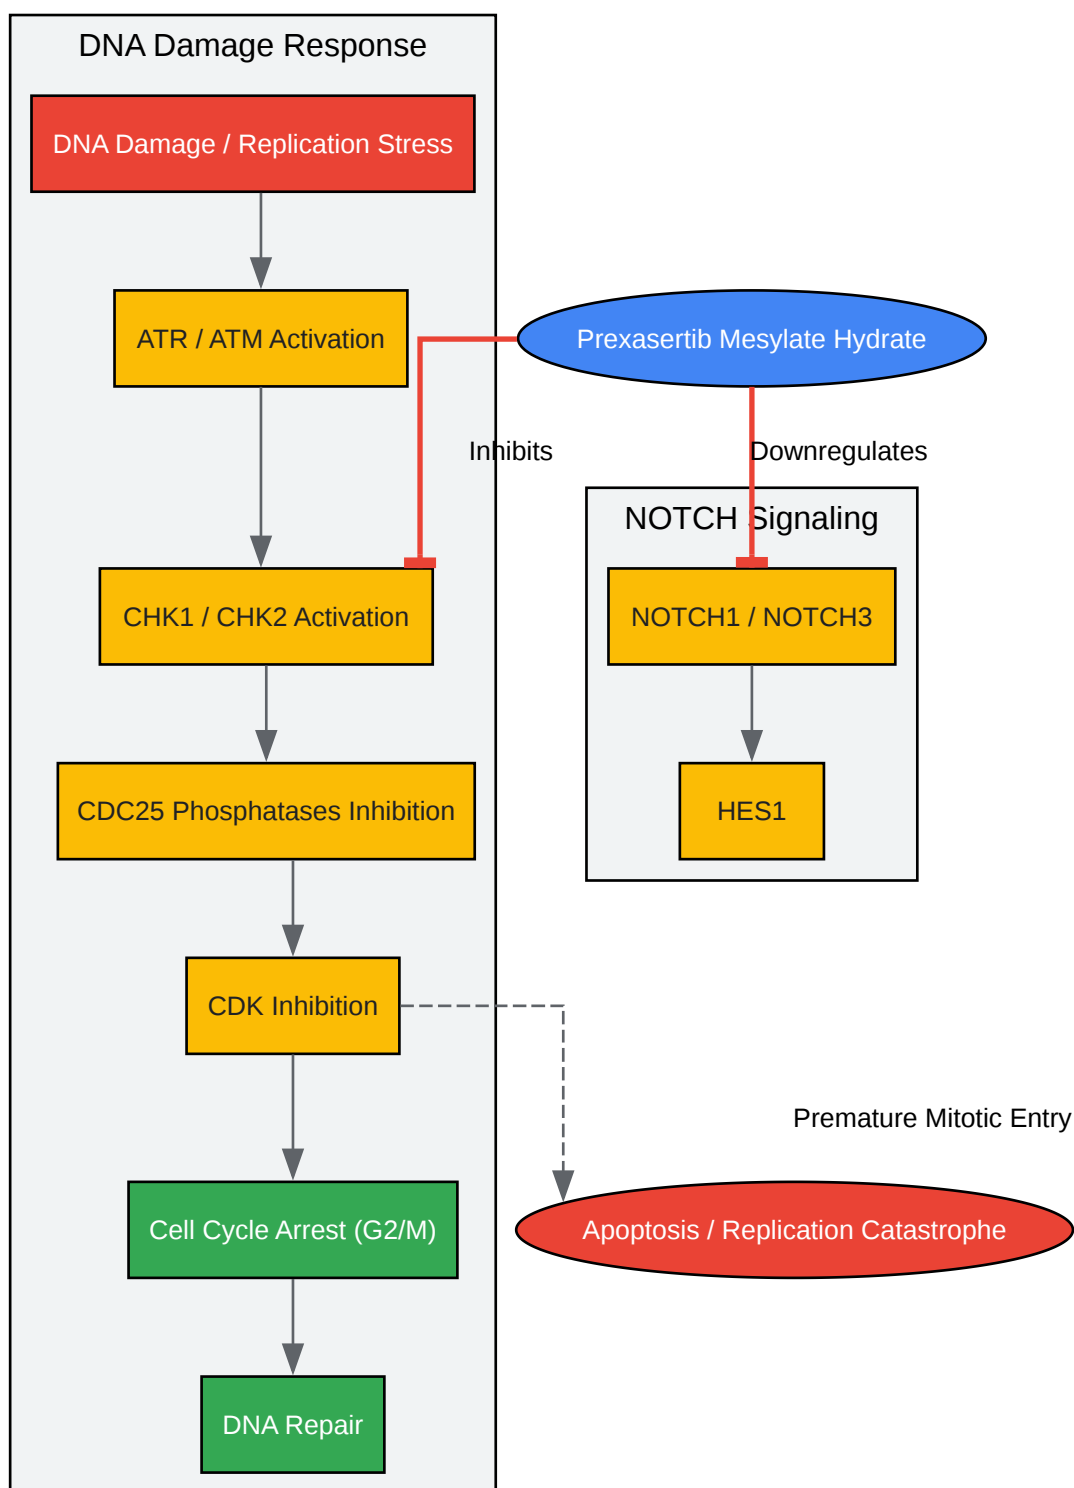 DNA Damage Response
DNA Damage / Replication Stress
ATR / ATM Activation
Prexasertib Mesylate Hydrate
Inhibits
Downregulates
NOTCH Signaling
CHK1 / CHK2 Activation
NOTCH1 / NOTCH3
CDC25 Phosphatases Inhibition
HES1
CDK Inhibition
Premature Mitotic Entry
Cell Cycle Arrest (G2/M)
Apoptosis / Replication Catastrophe
DNA Repair